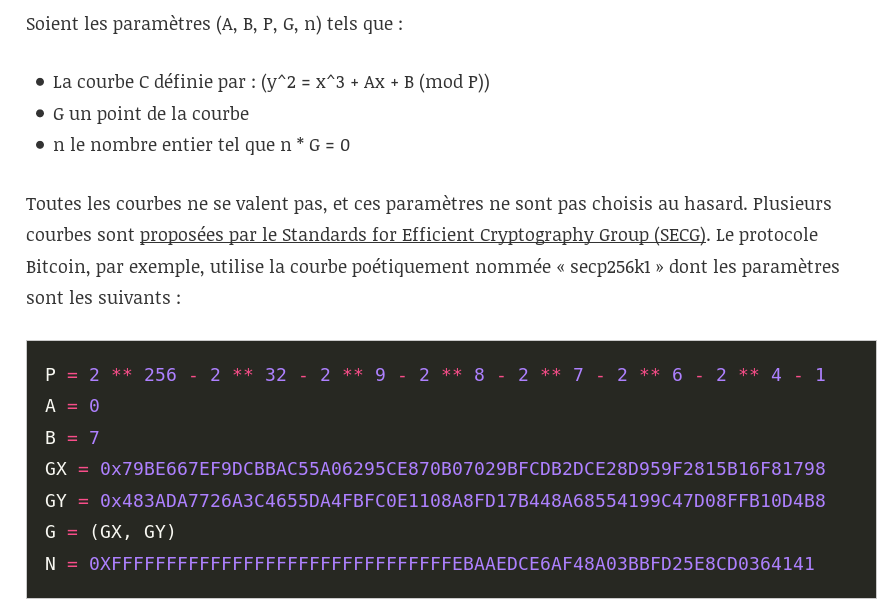 Soient les paramètres (A, B, P, G, n) tels que :
• La courbe C définie par : (y^2 = x^3 + Ax + B (mod P))
• G un point de la courbe
• n le nombre entier tel que n * G = 0
Toutes les courbes ne se valent pas, et ces paramètres ne sont pas choisis au hasard. Plusieurs
courbes sont proposées par le Standards for Efficient Cryptography Group (SECG). Le protocole
Bitcoin, par exemple, utilise la courbe poétiquement nommée « secp256k1 » dont les paramètres
sont les suivants :
P = 2 ** 256 - 2 ** 32 - 2 ** 9 - 2 ** 8 - 2 ** 7 - 2 ** 6 - 2 ** 4 - 1
A = 0
B = 7
GX = 0x79BE667EF9DCBBAC55A06295CE870B07029BFCDB2DCE28D959F2815B16F81798
GY = 0x483ADA7726A3C4655DA4FBFC0E1108A8FD17B448A68554199C47D08FFB10D4B8
G = (GX, GY)
N = 0XFFFFFFFFFFFFFFFFFFFFFFFFFFFFFFFEBAAEDCE6AF48A03BBFD25E8CD0364141